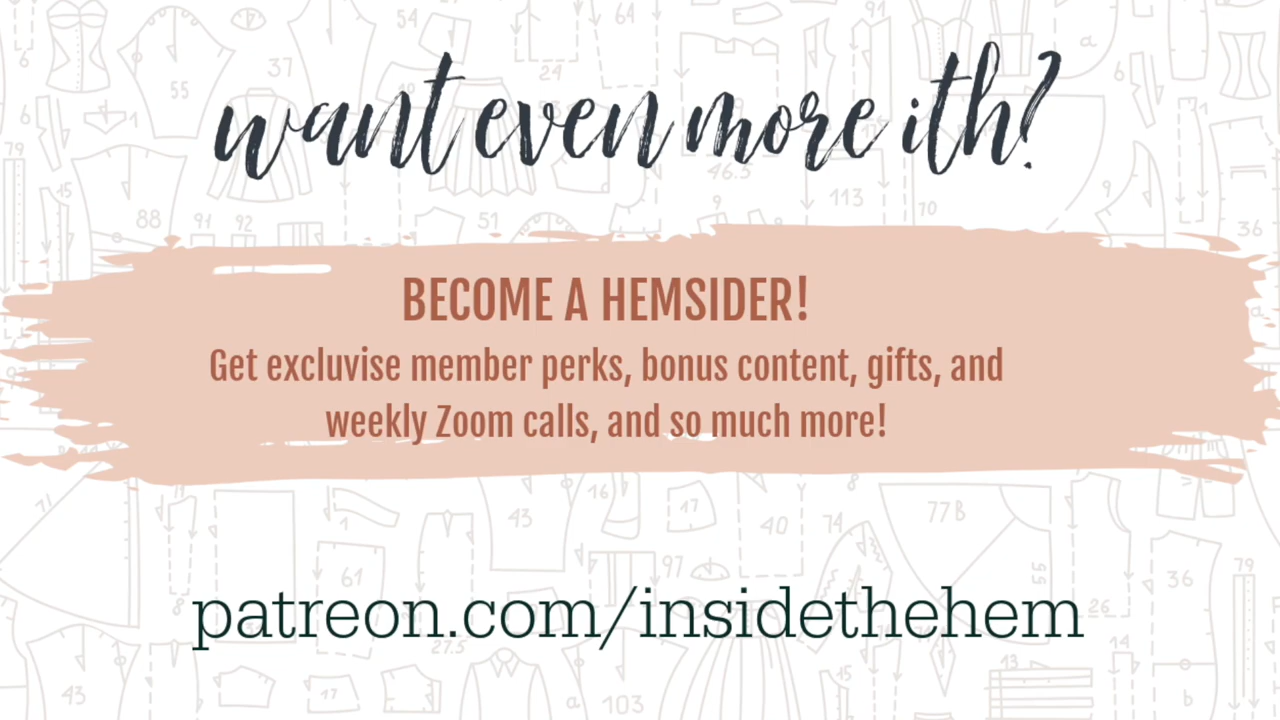 want even more ith?
BECOME A HEMSIDER!
Get excluvise member perks, bonus content, gifts, and
weekly Zoom calls, and so much more!
patreon.com/insidethehem